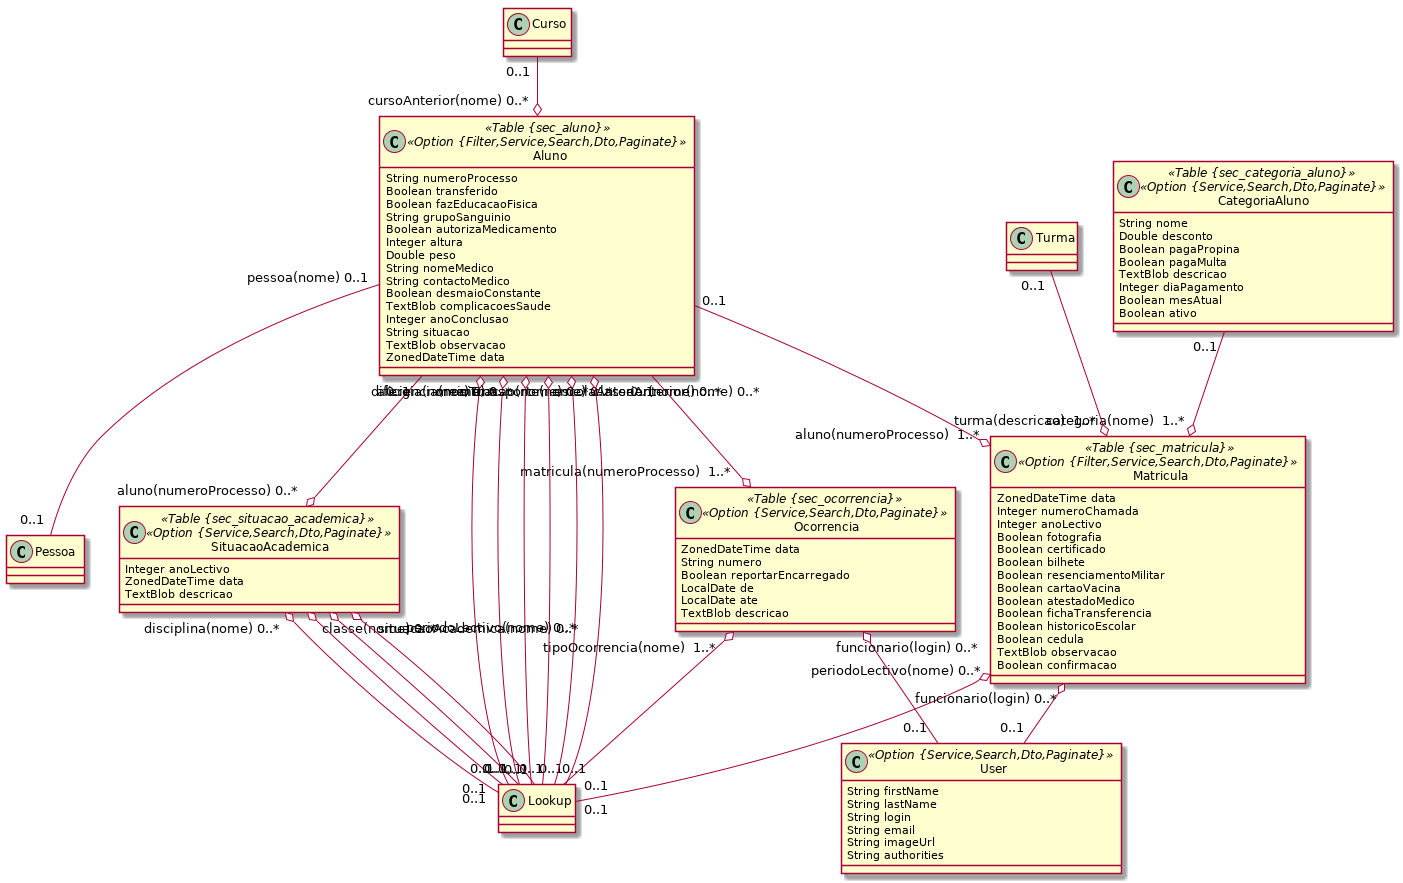 C Curso
0..1
cursoAnterior(nome) 0..*
«Table {sec_aluno}»
C «Option {Filter,Service,Search,Dto,Paginate}»
Aluno
String numeroProcesso
Boolean transferido
Boolean fazEducacaoFisica
String grupoSanguinio
Boolean autorizaMedicamento
Integer altura
Double peso
String nomeMedico
String contactoMedico
Boolean desmaioConstante
TextBlob complicacoesSaude
Integer anoConclusao
String situacao
TextBlob observacao
ZonedDateTime data
pessoa(nome) 0..1
0..1
«Table {sec_categoria_aluno}»
C «Option {Service,Search,Dto,Paginate}»
CategoriaAluno
String nome
Double desconto
Boolean pagaPropina
Boolean pagaMulta
TextBlob descricao
Integer diaPagamento
Boolean mesAtual
Boolean ativo
C Turma
0..1
0..1
turma(descricao) 1..*
categoria(nome) 1..*
aluno(numeroProcesso) 1..*
«Table {sec_matricula}»
C «Option {Filter,Service,Search,Dto,Paginate}»
Matricula
ZonedDateTime data
Integer numeroChamada
Integer anoLectivo
Boolean fotografia
Boolean certificado
Boolean bilhete
Boolean resenciamentoMilitar
Boolean cartaoVacina
Boolean atestadoMedico
Boolean fichaTransferencia
Boolean historicoEscolar
Boolean cedula
TextBlob observacao
Boolean confirmacao
matricula(numeroProcesso) 1..*
«Table {sec_ocorrencia}»
C «Option {Service,Search,Dto,Paginate}»
Ocorrencia
ZonedDateTime data
String numero
Boolean reportarEncarregado
LocalDate de
LocalDate ate
TextBlob descricao
aluno(numeroProcesso) 0..*
0..1
C Pessoa
«Table {sec_situacao_academica}»
C «Option {Service,Search,Dto,Paginate}»
SituacaoAcademica
Integer anoLectivo
ZonedDateTime data
TextBlob descricao
disciplina(nome) 0..*
tipoOcorrencia(nome) 1..*
funcionario(login) 0..*
periodoLectivo(nome) 0..*
funcionario(login) 0..*
0..1
0..1
0..1
0..1
0..1
0..1
C Lookup
C «Option {Service,Search,Dto,Paginate}»
User
String firstName
String lastName
String login
String email
String imageUrl
String authorities